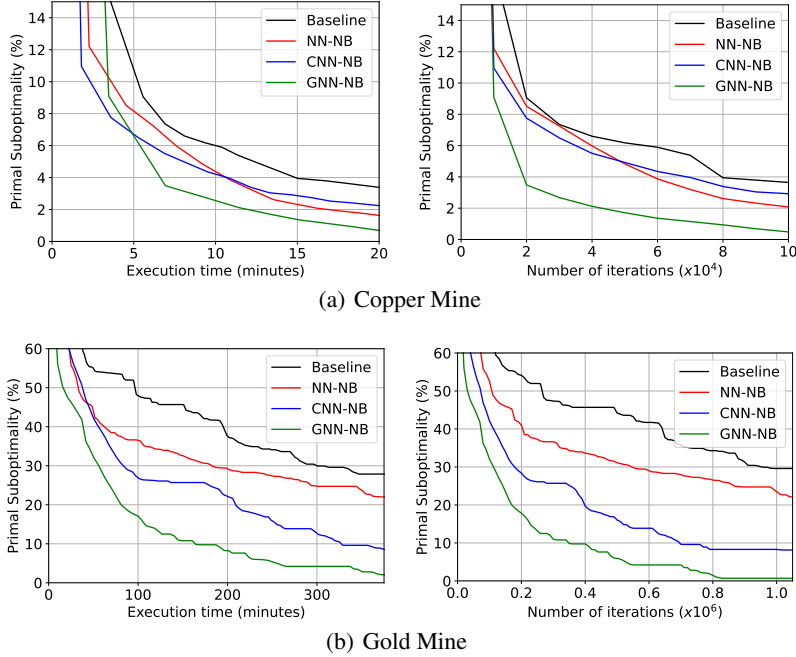 Primal Suboptimality (%)
14
12
10
8
6
4
2
0
5
10
15
20
Execution time (minutes)
Baseline
NN-NB
CNN-NB
GNN-NB
Primal Suboptimality (%)
14
12
10
8
6
4
2
0
0
2
4
6
8
10
Number of iterations (x10⁴)
Baseline
NN-NB
CNN-NB
GNN-NB
(a) Copper Mine
Primal Suboptimality (%)
60
50
40
30
20
10
0
0
100
200
300
Execution time (minutes)
Baseline
NN-NB
CNN-NB
GNN-NB
Primal Suboptimality (%)
60
50
40
30
20
10
0
0.0
0.2
0.4
0.6
0.8
1.0
Number of iterations (x10⁶)
Baseline
NN-NB
CNN-NB
GNN-NB
(b) Gold Mine